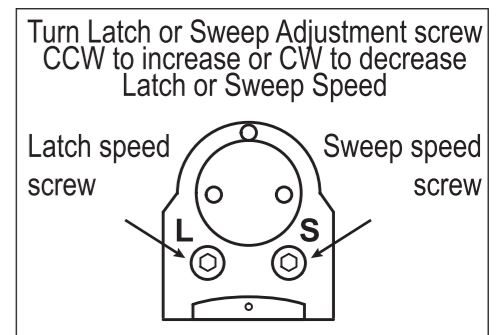 Turn Latch or Sweep Adjustment screw
CCW to increase or CW to decrease
Latch or Sweep Speed
Latch speed
screw
Sweep speed
screw
L
S